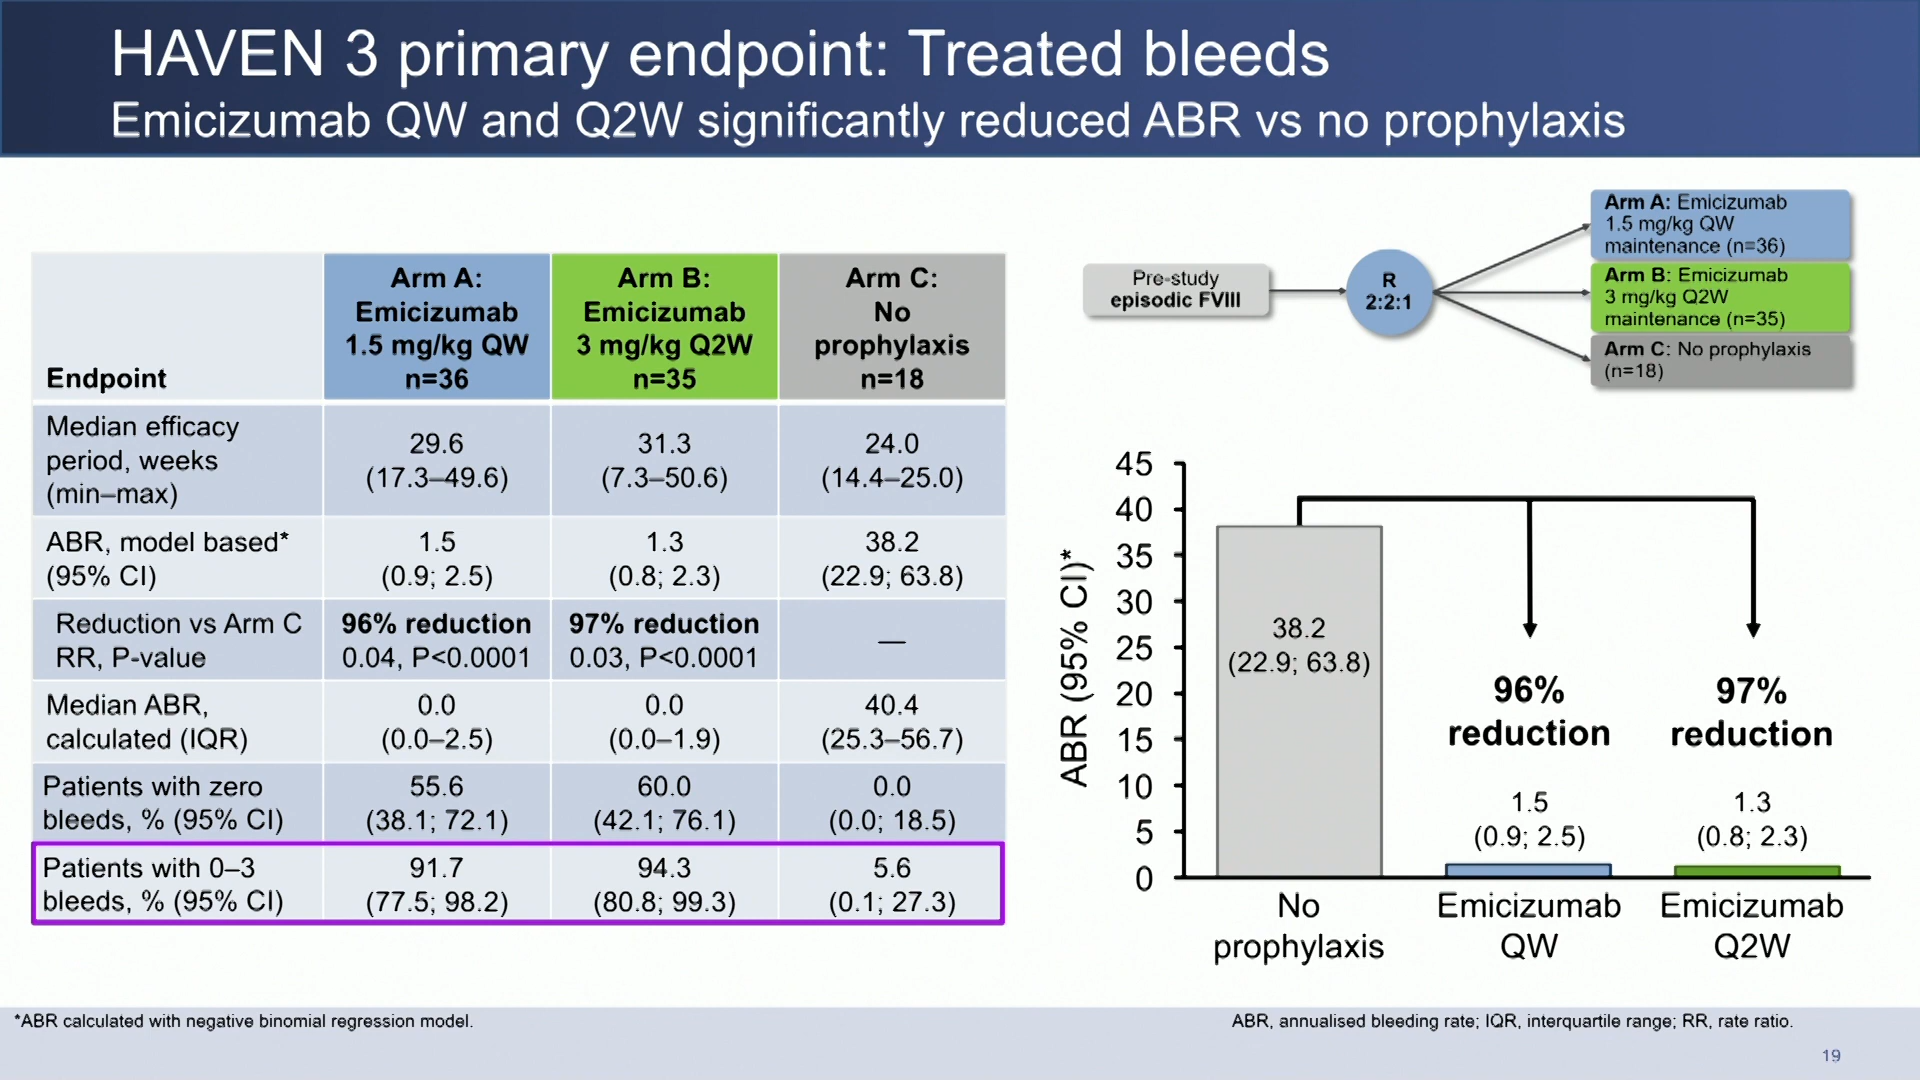 HAVEN 3 primary endpoint: Treated bleeds
Emicizumab QW and Q2W significantly reduced ABR vs no prophylaxis
Endpoint
Arm A:
Emicizumab
1.5 mg/kg QW
n=36
Arm B:
Emicizumab
3 mg/kg Q2W
n=35
Arm C:
No
prophylaxis
n=18
Median efficacy
period, weeks
(min–max)
29.6
(17.3–49.6)
31.3
(7.3–50.6)
24.0
(14.4–25.0)
ABR, model based*
(95% CI)
1.5
(0.9; 2.5)
1.3
(0.8; 2.3)
38.2
(22.9; 63.8)
Reduction vs Arm C
RR, P-value
96% reduction
0.04, P<0.0001
97% reduction
0.03, P<0.0001
—
Median ABR,
calculated (IQR)
0.0
(0.0–2.5)
0.0
(0.0–1.9)
40.4
(25.3–56.7)
Patients with zero
bleeds, % (95% CI)
55.6
(38.1; 72.1)
60.0
(42.1; 76.1)
0.0
(0.0; 18.5)
Patients with 0–3
bleeds, % (95% CI)
91.7
(77.5; 98.2)
94.3
(80.8; 99.3)
5.6
(0.1; 27.3)
Pre-study
episodic FVIII
R
2:2:1
Arm A: Emicizumab
1.5 mg/kg QW
maintenance (n=36)
Arm B: Emicizumab
3 mg/kg Q2W
maintenance (n=35)
Arm C: No prophylaxis
(n=18)
ABR (95% CI)*
45
40
35
30
25
20
15
10
5
0
38.2
(22.9; 63.8)
96%
reduction
97%
reduction
1.5
(0.9; 2.5)
1.3
(0.8; 2.3)
No
prophylaxis
Emicizumab
QW
Emicizumab
Q2W
*ABR calculated with negative binomial regression model.
ABR, annualised bleeding rate; IQR, interquartile range; RR, rate ratio.
19